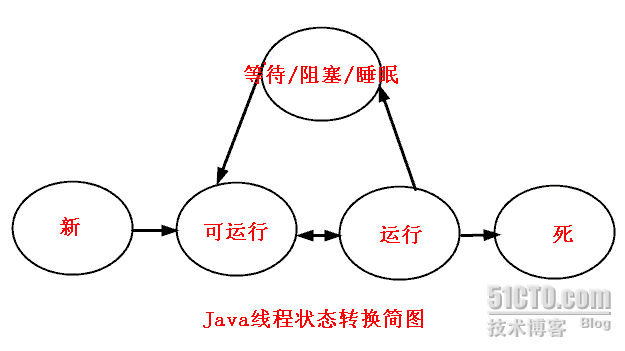 等待/阻塞/睡眠
新
可运行
运行
死
Java线程状态转换简图
51CTO.com
技术博客 Blog